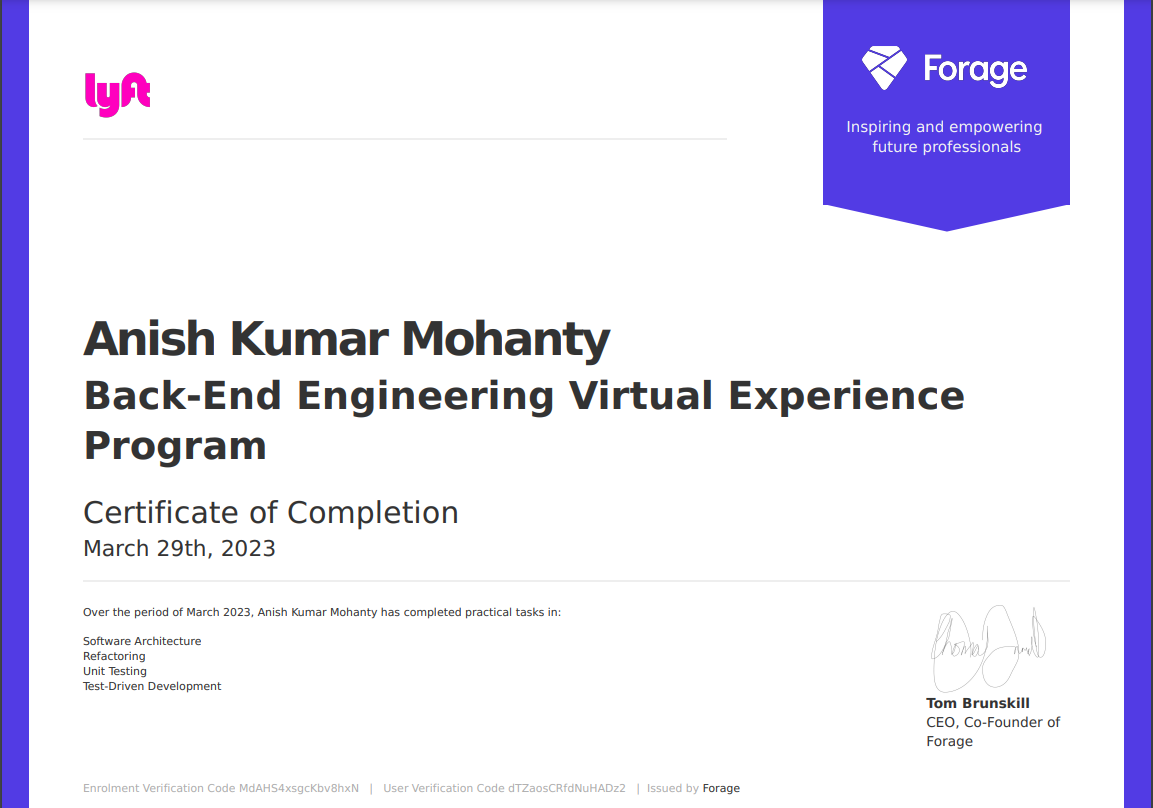 lyft
Forage
Inspiring and empowering
future professionals
Anish Kumar Mohanty
Back-End Engineering Virtual Experience
Program
Certificate of Completion
March 29th, 2023
Over the period of March 2023, Anish Kumar Mohanty has completed practical tasks in:
Software Architecture
Refactoring
Unit Testing
Test-Driven Development
Tom Brunskill
CEO, Co-Founder of
Forage
Enrolment Verification Code MdAHS4xsgcKbv8hxN | User Verification Code dTZaosCRfdNuHADz2 | Issued by Forage